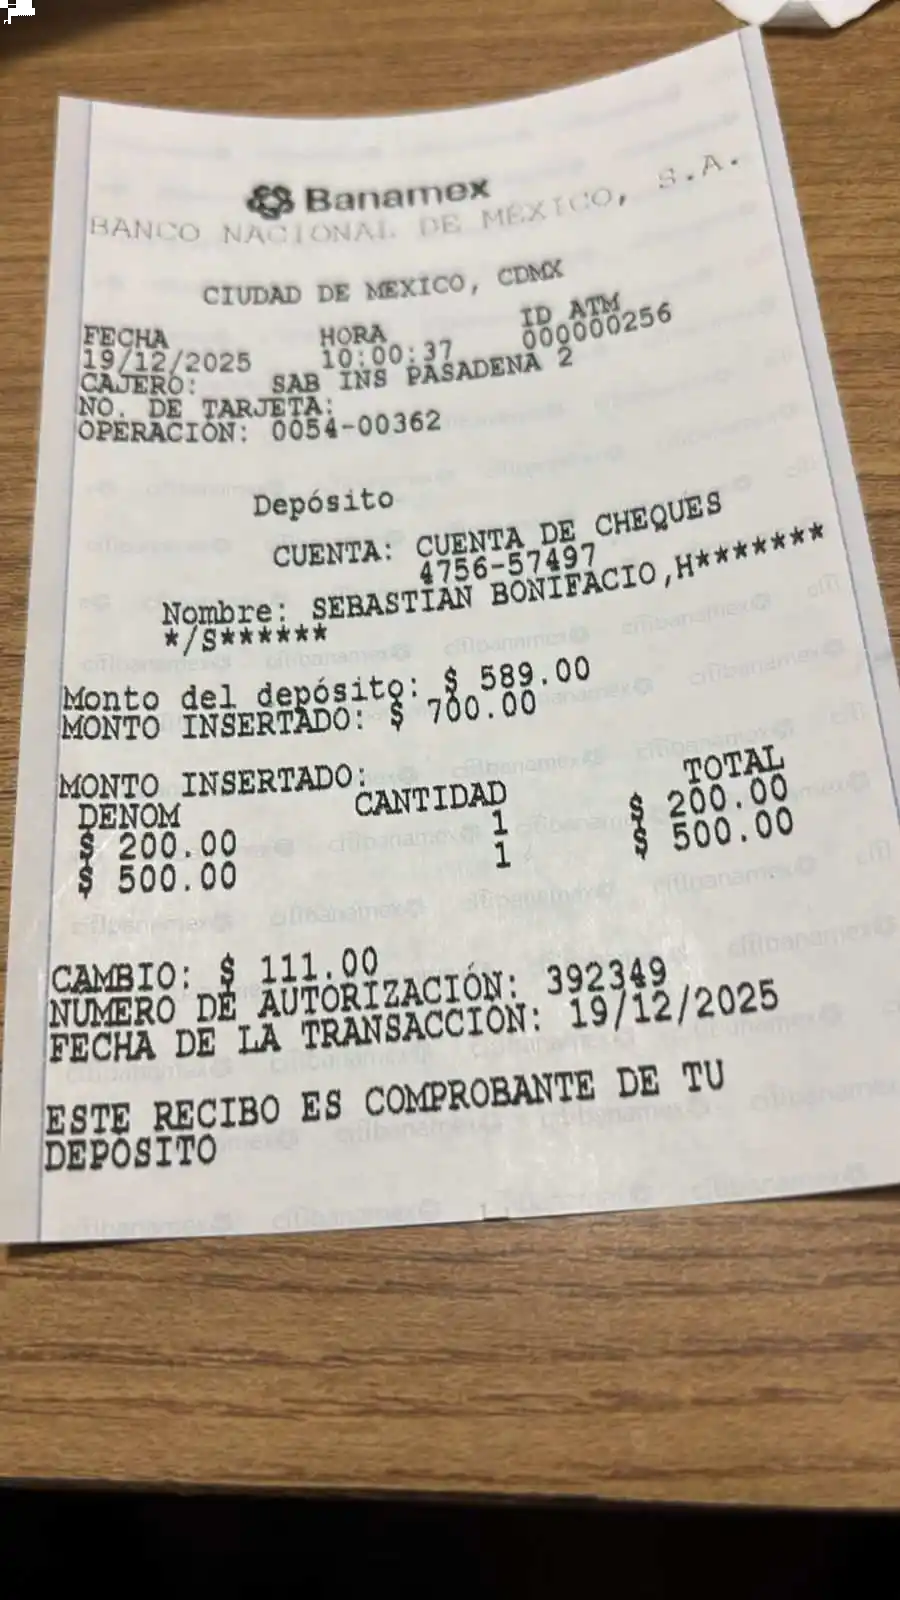 Banamex
BANCO NACIONAL DE MEXICO, S.A.
CIUDAD DE MEXICO, CDMX
FECHA HORA ID ATM
19/12/2025 10:00:37 000000256
CAJERO: SAB INS PASADENA 2
NO. DE TARJETA:
OPERACIÓN: 0054-00362
Depósito
CUENTA: CUENTA DE CHEQUES
4756-57497
Nombre: SEBASTIAN BONIFACIO,H*******
*/S******
Monto del depósito: $ 589.00
MONTO INSERTADO: $ 700.00
MONTO INSERTADO:
DENOM CANTIDAD TOTAL
$ 200.00 1 $ 200.00
$ 500.00 1 $ 500.00
CAMBIO: $ 111.00
NUMERO DE AUTORIZACIÓN: 392349
FECHA DE LA TRANSACCIÓN: 19/12/2025
ESTE RECIBO ES COMPROBANTE DE TU
DEPÓSITO